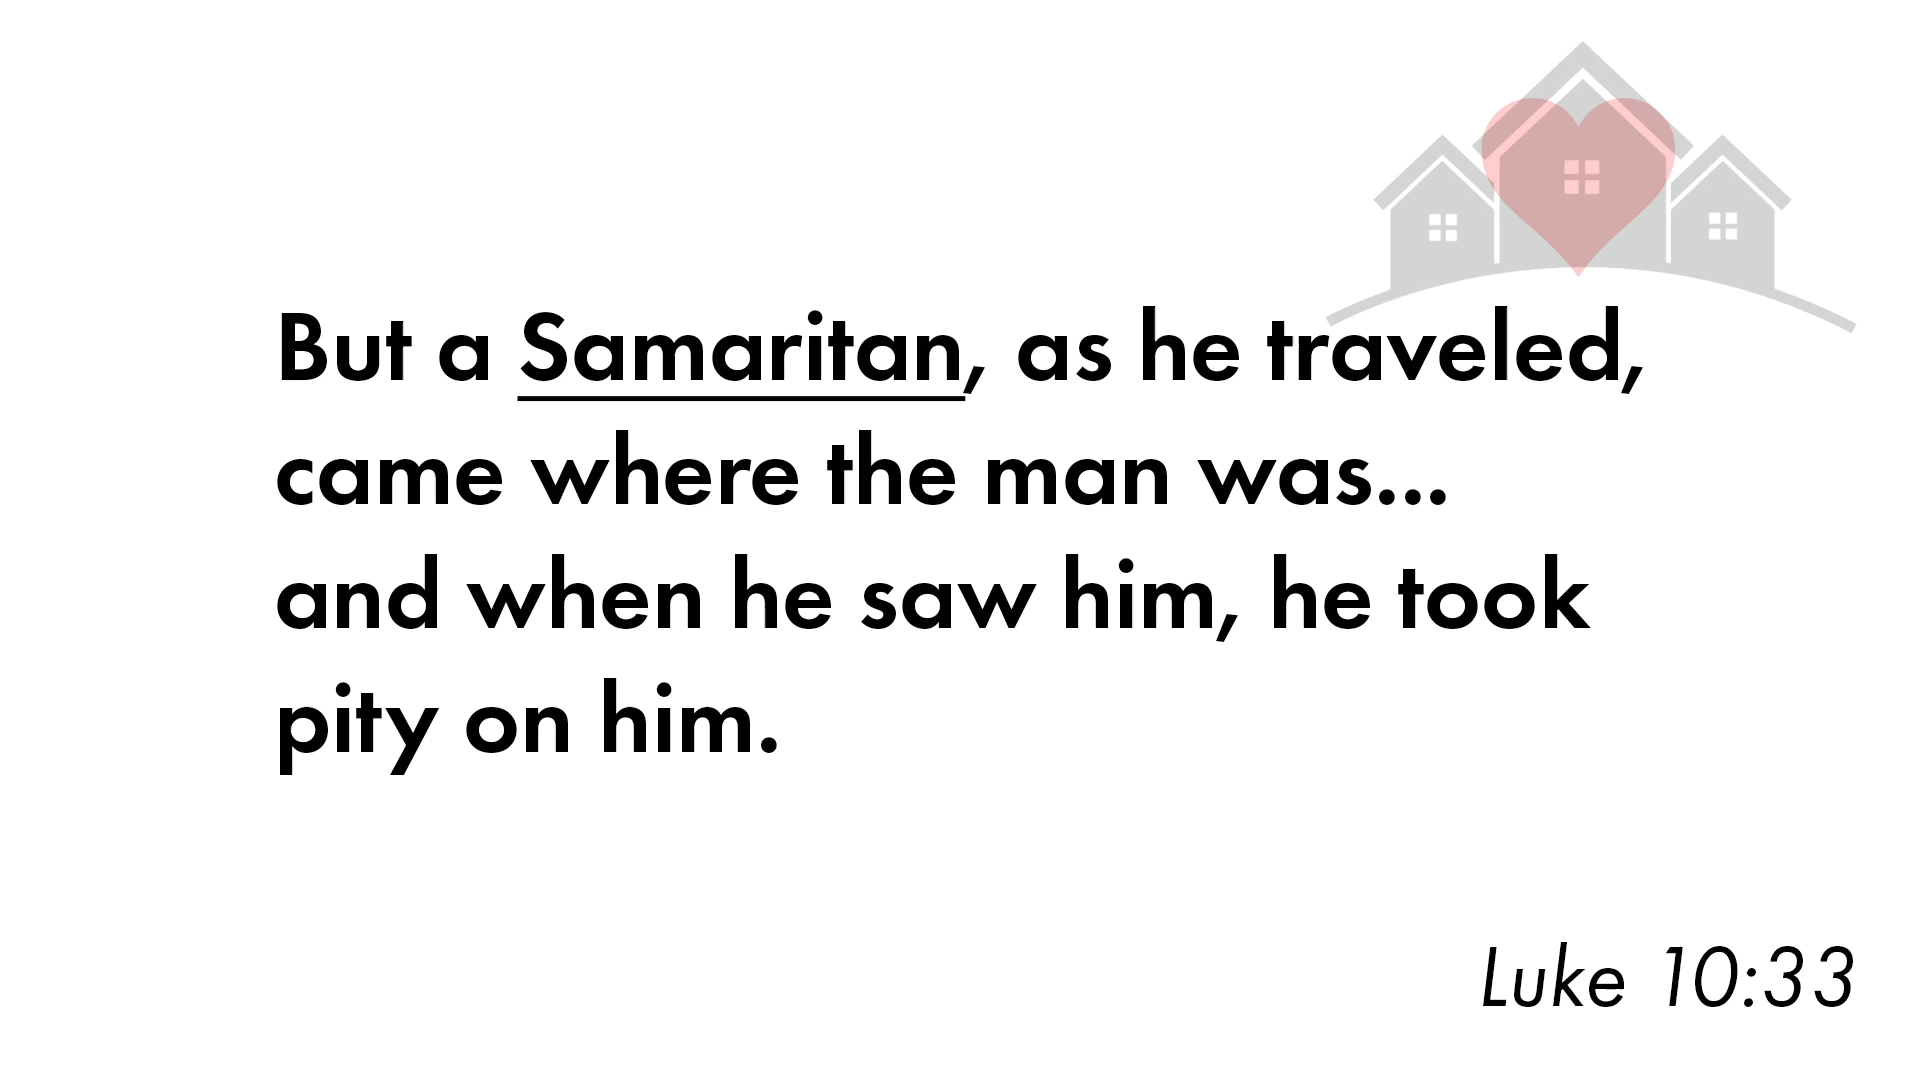 But a Samaritan, as he traveled,
came where the man was...
and when he saw him, he took
pity on him.
Luke 10:33